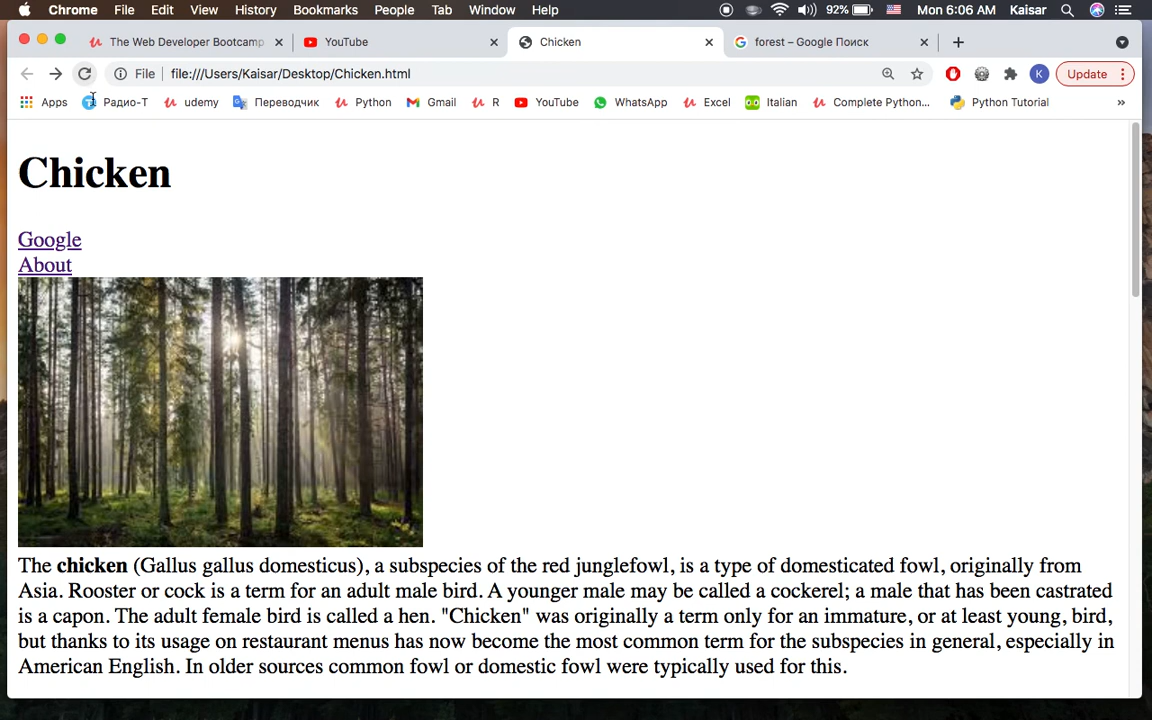 Chrome File Edit View History Bookmarks People Tab Window Help 92% Mon 6:06 AM Kaisar
The Web Developer Bootcamp YouTube Chicken forest – Google Поиск
File file:///Users/Kaisar/Desktop/Chicken.html K Update
Apps Радио-Т udemy Переводчик Python Gmail R YouTube WhatsApp Excel Italian Complete Python... Python Tutorial »
Chicken
Google
About
The chicken (Gallus gallus domesticus), a subspecies of the red junglefowl, is a type of domesticated fowl, originally from
Asia. Rooster or cock is a term for an adult male bird. A younger male may be called a cockerel; a male that has been castrated
is a capon. The adult female bird is called a hen. "Chicken" was originally a term only for an immature, or at least young, bird,
but thanks to its usage on restaurant menus has now become the most common term for the subspecies in general, especially in
American English. In older sources common fowl or domestic fowl were typically used for this.